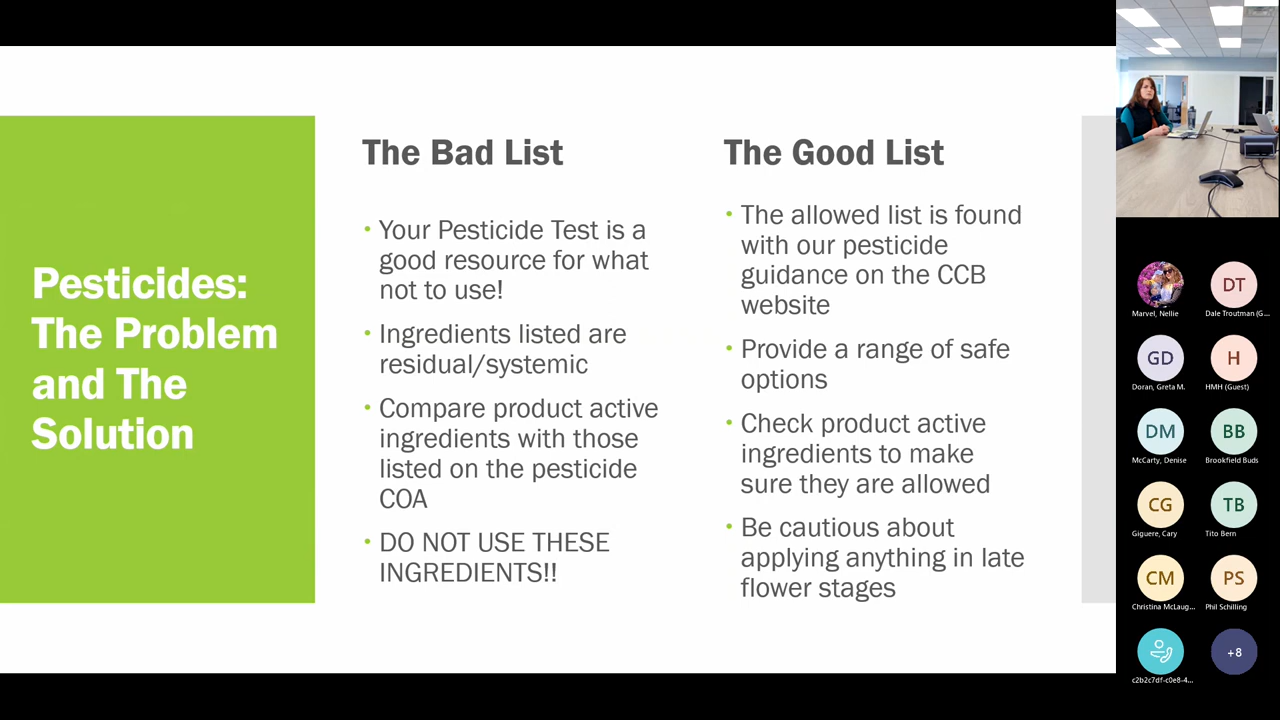 Pesticides:
The Problem
and The
Solution
The Bad List
• Your Pesticide Test is a
good resource for what
not to use!
• Ingredients listed are
residual/systemic
• Compare product active
ingredients with those
listed on the pesticide
COA
• DO NOT USE THESE
INGREDIENTS!!
The Good List
• The allowed list is found
with our pesticide
guidance on the CCB
website
• Provide a range of safe
options
• Check product active
ingredients to make
sure they are allowed
• Be cautious about
applying anything in late
flower stages
Marvel, Nellie
DT
Dale Troutman (G...
GD
Doran, Greta M.
H
HMH (Guest)
DM
McCarty, Denise
BB
Brookfield Buds
CG
Giguere, Cary
TB
Tito Bern
CM
Christina McLaug...
PS
Phil Schilling
c2b2c7df-c0e8-4...
+8